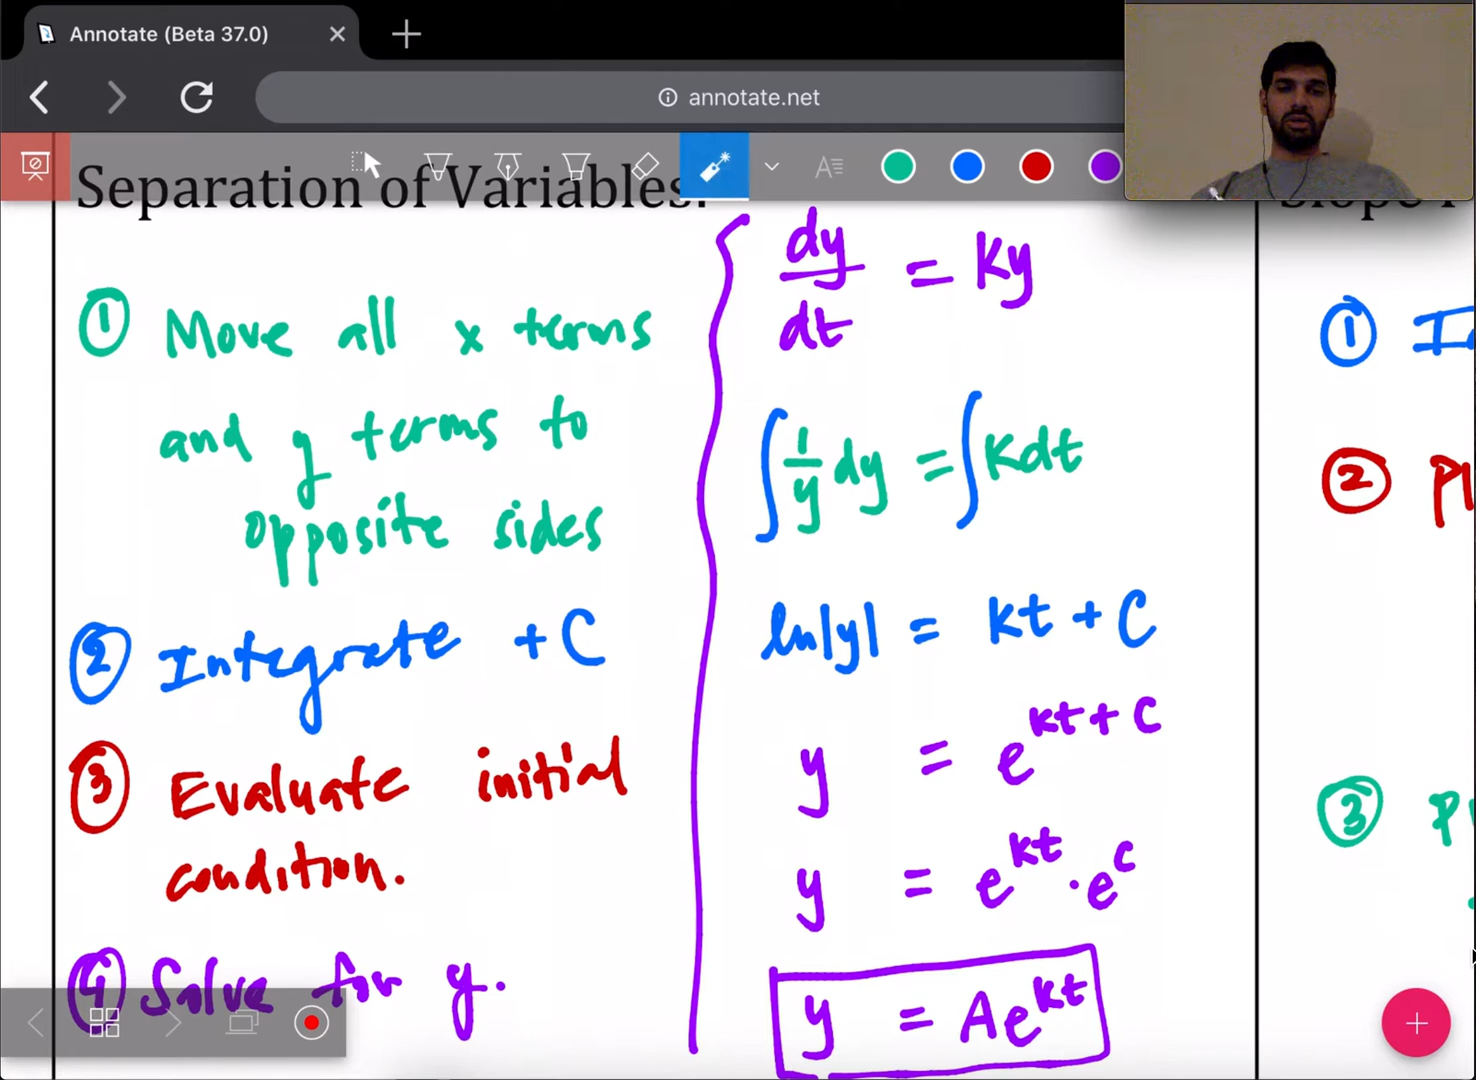 Annotate (Beta 37.0)
annotate.net
Separation of Variables:
① Move all x terms
and y terms to
opposite sides
② Integrate + C
③ Evaluate initial
condition.
④ Solve for y.
dy/dt = ky
∫ 1/y dy = ∫ k dt
ln|y| = kt + C
y = e^{kt + C}
y = e^{kt} · e^{C}
y = Ae^{kt}
①
②
③